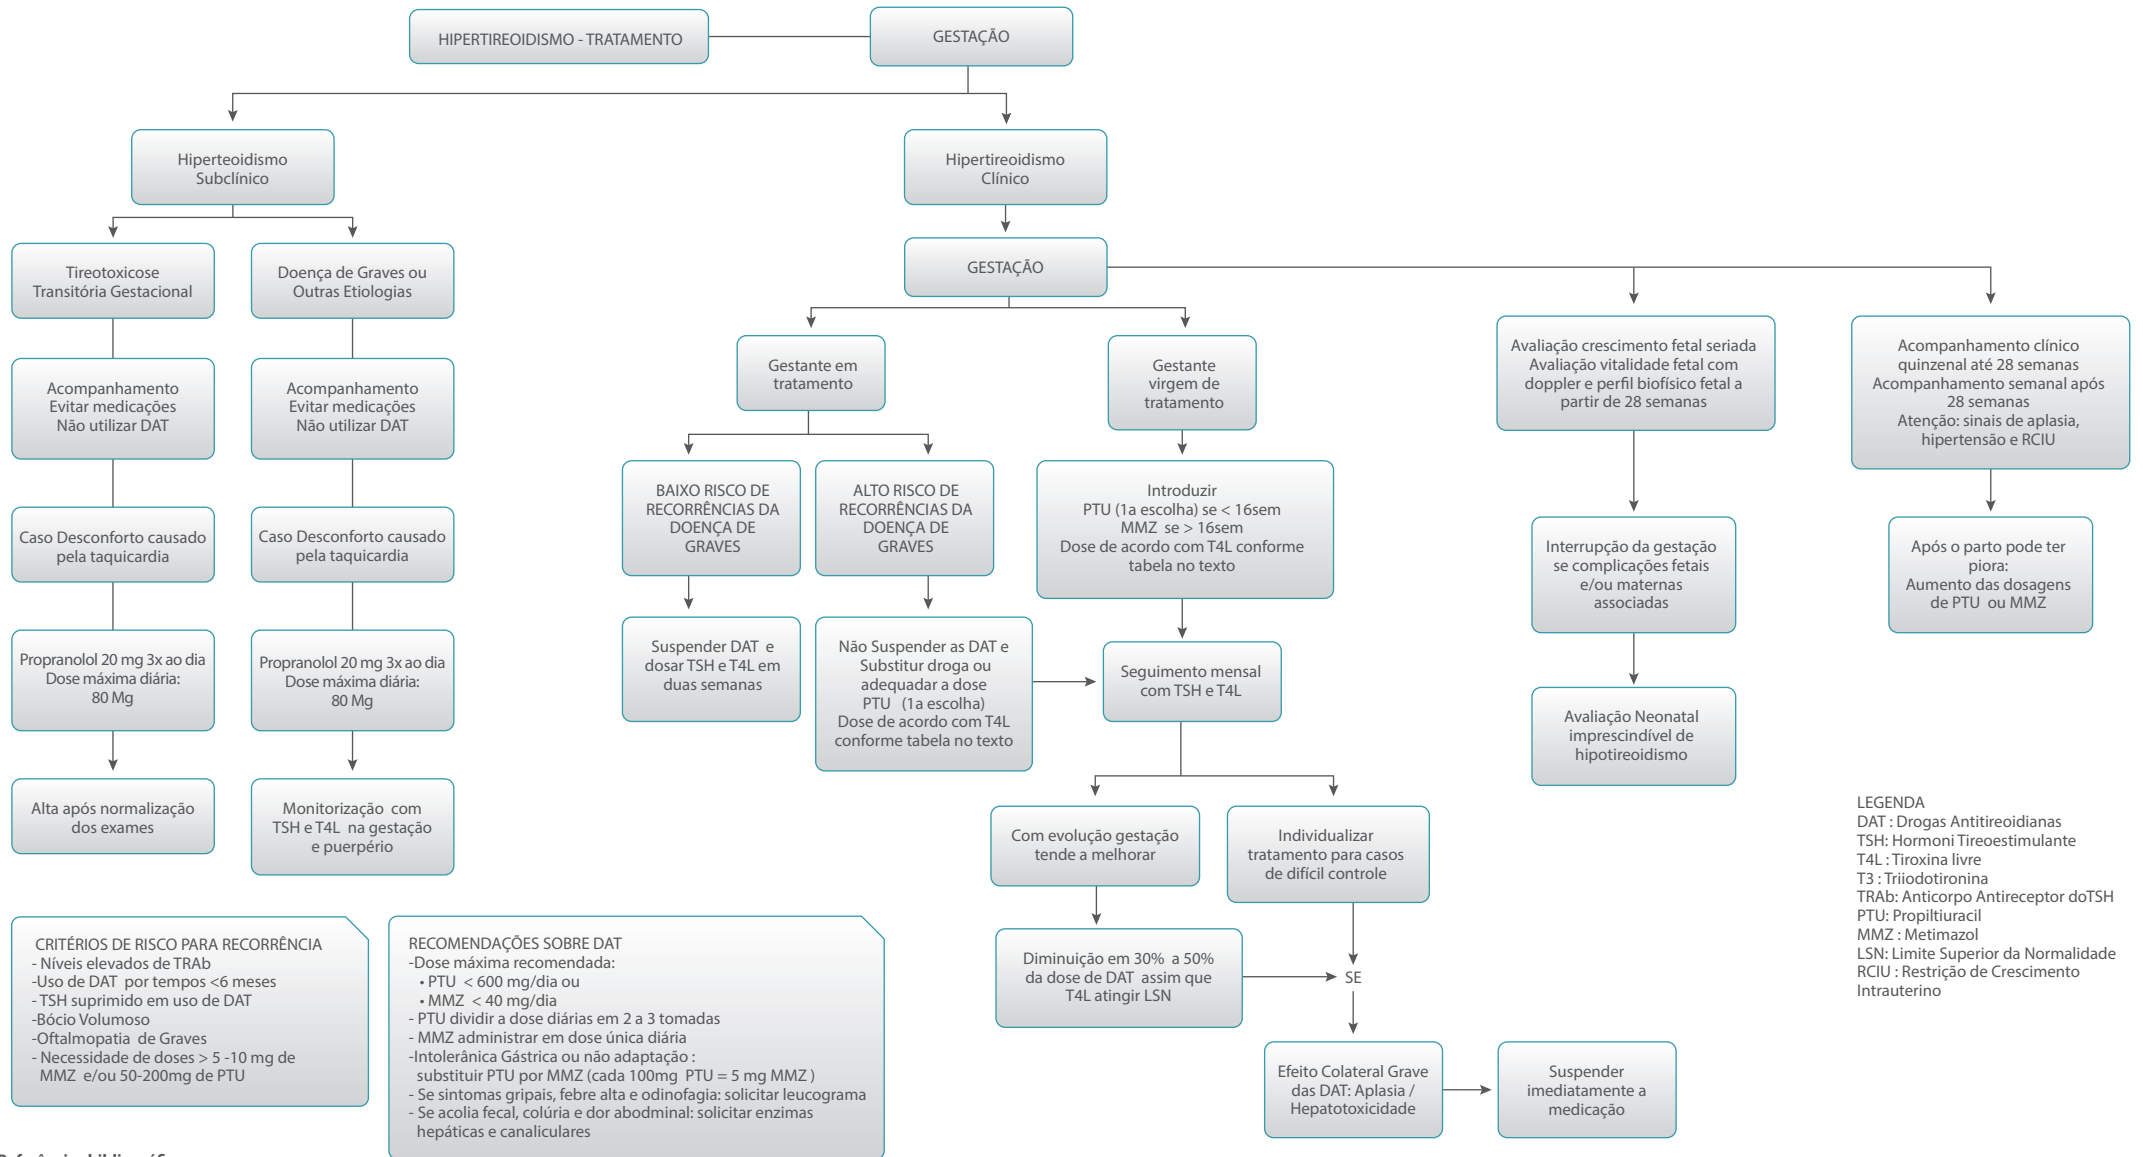 HIPERTIREOIDISMO - TRATAMENTO
GESTAÇÃO
Hiperteoidismo
Subclínico
Hipertireoidismo
Clínico
Tireotoxicose
Transitória Gestacional
Doença de Graves ou
Outras Etiologias
GESTAÇÃO
Acompanhamento
Evitar medicações
Não utilizar DAT
Acompanhamento
Evitar medicações
Não utilizar DAT
Caso Desconforto causado
pela taquicardia
Caso Desconforto causado
pela taquicardia
Propranolol 20 mg 3x ao dia
Dose máxima diária:
80 Mg
Propranolol 20 mg 3x ao dia
Dose máxima diária:
80 Mg
Alta após normalização
dos exames
Monitorização com
TSH e T4L na gestação
e puerpério
Gestante em
tratamento
Gestante
virgem de
tratamento
BAIXO RISCO DE
RECORRÊNCIAS DA
DOENÇA DE
GRAVES
ALTO RISCO DE
RECORRÊNCIAS DA
DOENÇA DE
GRAVES
Introduzir
PTU (1a escolha) se < 16sem
MMZ se > 16sem
Dose de acordo com T4L conforme
tabela no texto
Suspender DAT e
dosar TSH e T4L em
duas semanas
Não Suspender as DAT e
Substitur droga ou
adequadar a dose
PTU (1a escolha)
Dose de acordo com T4L
conforme tabela no texto
Seguimento mensal
com TSH e T4L
Com evolução gestação
tende a melhorar
Individualizar
tratamento para casos
de difícil controle
Diminuição em 30% a 50%
da dose de DAT assim que
T4L atingir LSN
SE
Efeito Colateral Grave
das DAT: Aplasia /
Hepatotoxicidade
Suspender
imediatamente a
medicação
Avaliação crescimento fetal seriada
Avaliação vitalidade fetal com
doppler e perfil biofísico fetal a
partir de 28 semanas
Interrupção da gestação
se complicações fetais
e/ou maternas
associadas
Avaliação Neonatal
imprescindível de
hipotireoidismo
Acompanhamento clínico
quinzenal até 28 semanas
Acompanhamento semanal após
28 semanas
Atenção: sinais de aplasia,
hipertensão e RCIU
Após o parto pode ter
piora:
Aumento das dosagens
de PTU ou MMZ
LEGENDA
DAT : Drogas Antitireoidianas
TSH: Hormoni Tireoestimulante
T4L : Tiroxina livre
T3 : Triiodotironina
TRAb: Anticorpo Antireceptor doTSH
PTU: Propiltiuracil
MMZ : Metimazol
LSN: Limite Superior da Normalidade
RCIU : Restrição de Crescimento
Intrauterino
CRITÉRIOS DE RISCO PARA RECORRÊNCIA
- Níveis elevados de TRAb
-Uso de DAT por tempos <6 meses
- TSH suprimido em uso de DAT
-Bócio Volumoso
-Oftalmopatia de Graves
- Necessidade de doses > 5 -10 mg de
MMZ e/ou 50-200mg de PTU
RECOMENDAÇÕES SOBRE DAT
-Dose máxima recomendada:
• PTU < 600 mg/dia ou
• MMZ < 40 mg/dia
- PTU dividir a dose diárias em 2 a 3 tomadas
- MMZ administrar em dose única diária
-Intolerânica Gástrica ou não adaptação :
substituir PTU por MMZ (cada 100mg PTU = 5 mg MMZ )
- Se sintomas gripais, febre alta e odinofagia: solicitar leucograma
- Se acolia fecal, colúria e dor abodminal: solicitar enzimas
hepáticas e canaliculares